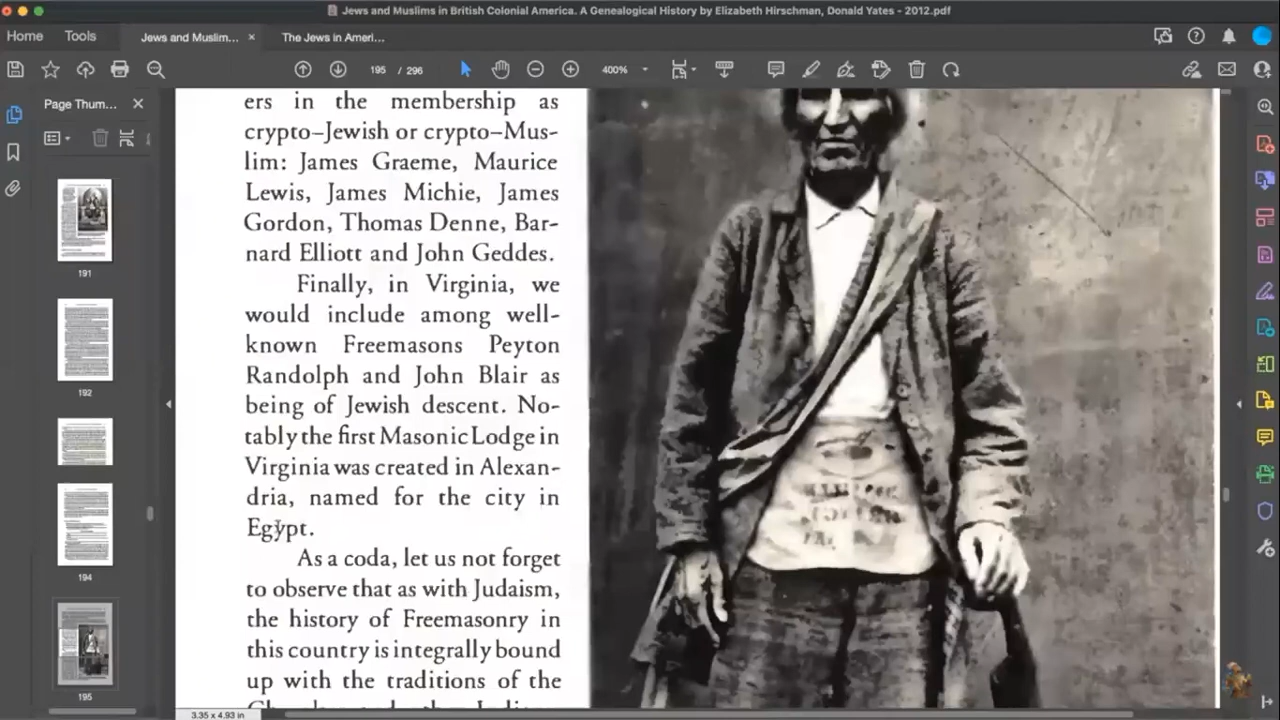 Jews and Muslims in British Colonial America. A Genealogical History by Elizabeth Hirschman, Donald Yates - 2012.pdf
Home Tools Jews and Muslim... × The Jews in Ameri...
195 / 296 400%
Page Thum...
191
192
194
195
ers in the membership as
crypto–Jewish or crypto–Mus-
lim: James Graeme, Maurice
Lewis, James Michie, James
Gordon, Thomas Denne, Bar-
nard Elliott and John Geddes.
Finally, in Virginia, we
would include among well-
known Freemasons Peyton
Randolph and John Blair as
being of Jewish descent. No-
tably the first Masonic Lodge in
Virginia was created in Alexan-
dria, named for the city in
Egypt.
As a coda, let us not forget
to observe that as with Judaism,
the history of Freemasonry in
this country is integrally bound
up with the traditions of the
3.35 x 4.93 in